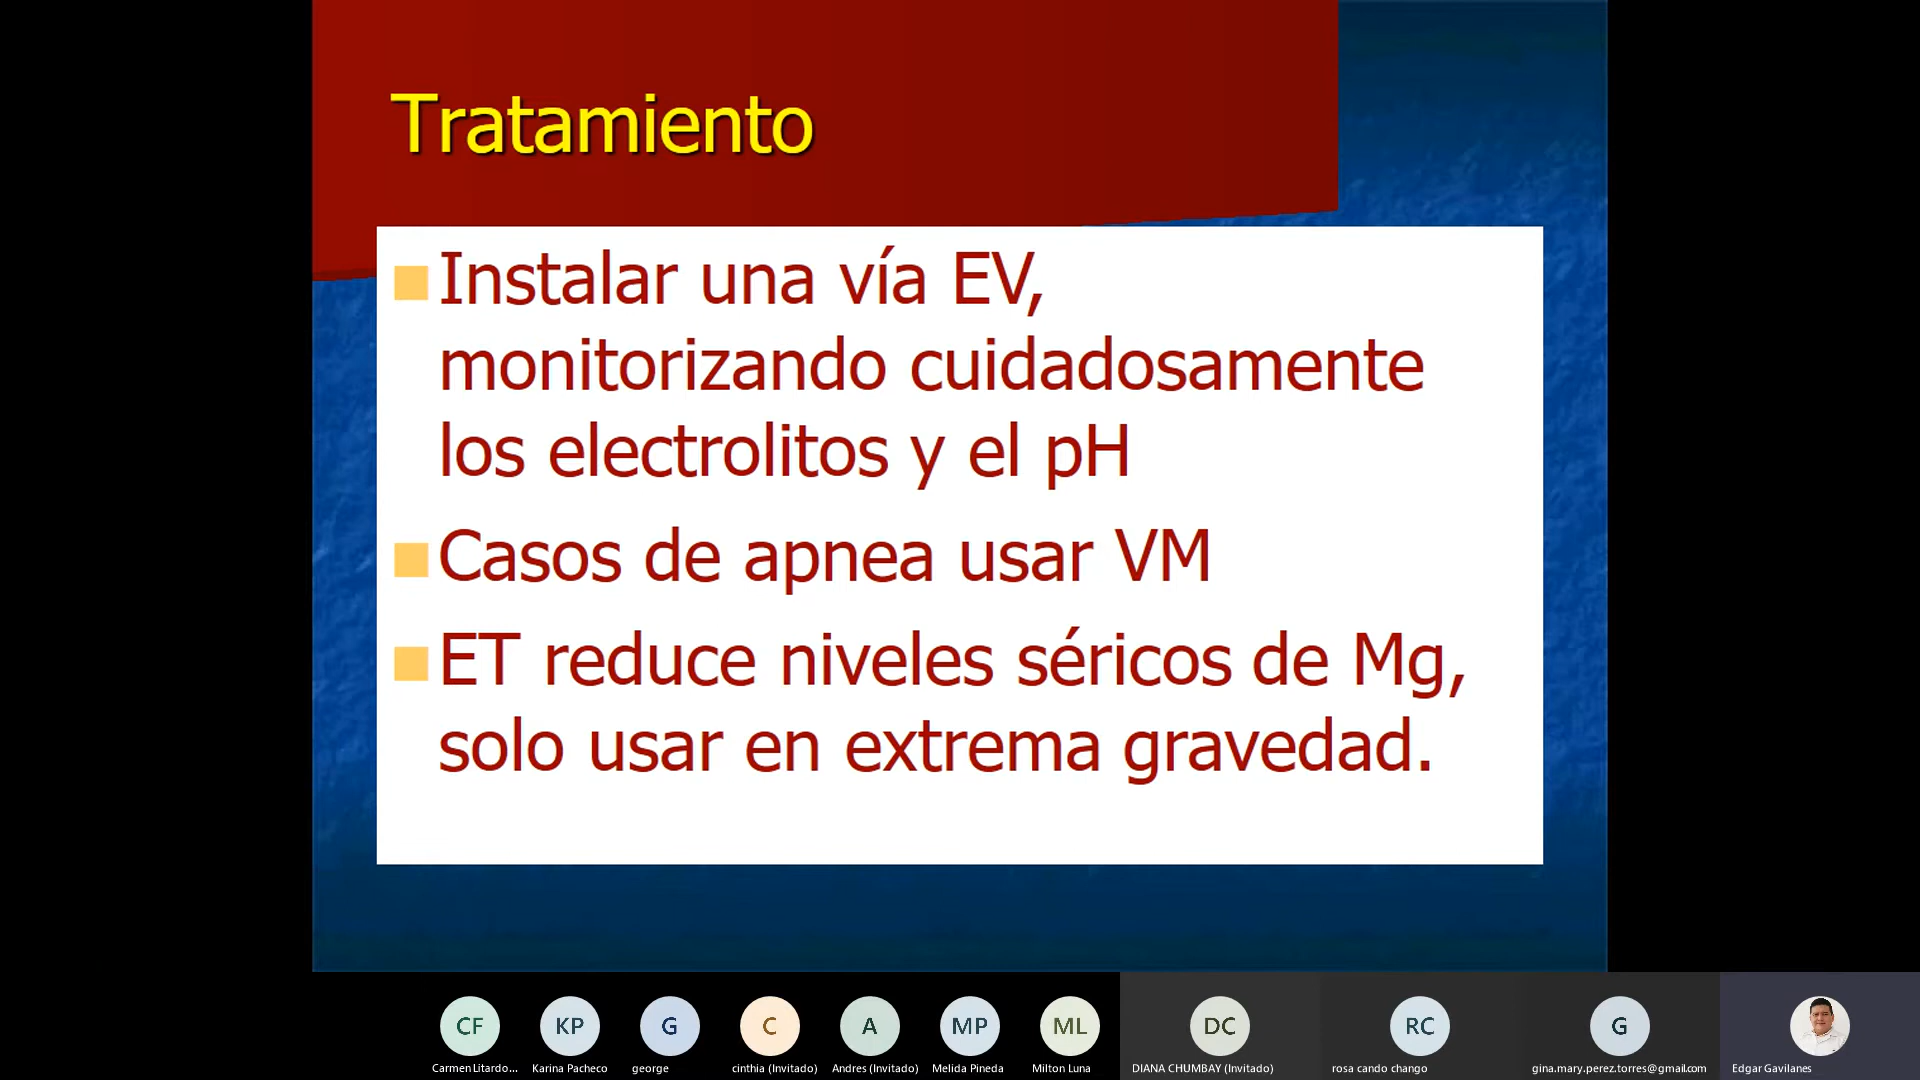 Tratamiento
Instalar una vía EV,
monitorizando cuidadosamente
los electrolitos y el pH
Casos de apnea usar VM
ET reduce niveles séricos de Mg,
solo usar en extrema gravedad.
CF KP G C A MP ML DC RC G
Carmen Litardo... Karina Pacheco george cinthia (Invitado) Andres (Invitado) Melida Pineda Milton Luna DIANA CHUMBAY (Invitado) rosa cando chango gina.mary.perez.torres@gmail.com Edgar Gavilanes